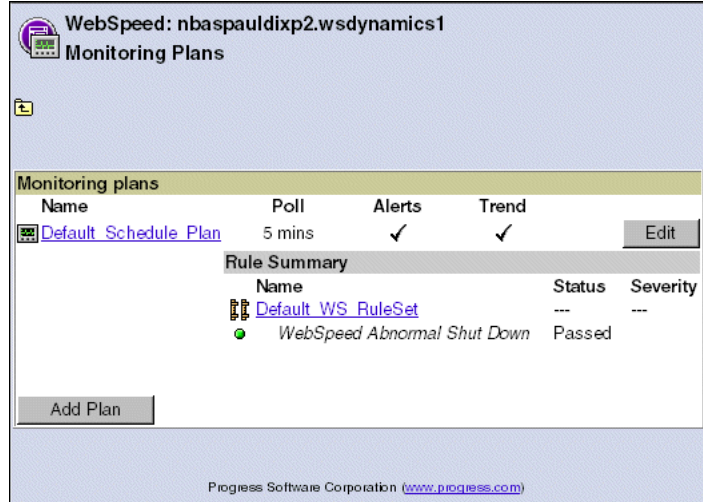 WebSpeed: nbaspauldixp2.wsdynamics1
Monitoring Plans
Monitoring plans
Name Poll Alerts Trend
Default_Schedule_Plan 5 mins Edit
Rule Summary
Name Status Severity
Default_WS_RuleSet --- ---
WebSpeed Abnormal Shut Down Passed
Add Plan
Progress Software Corporation (www.progress.com)